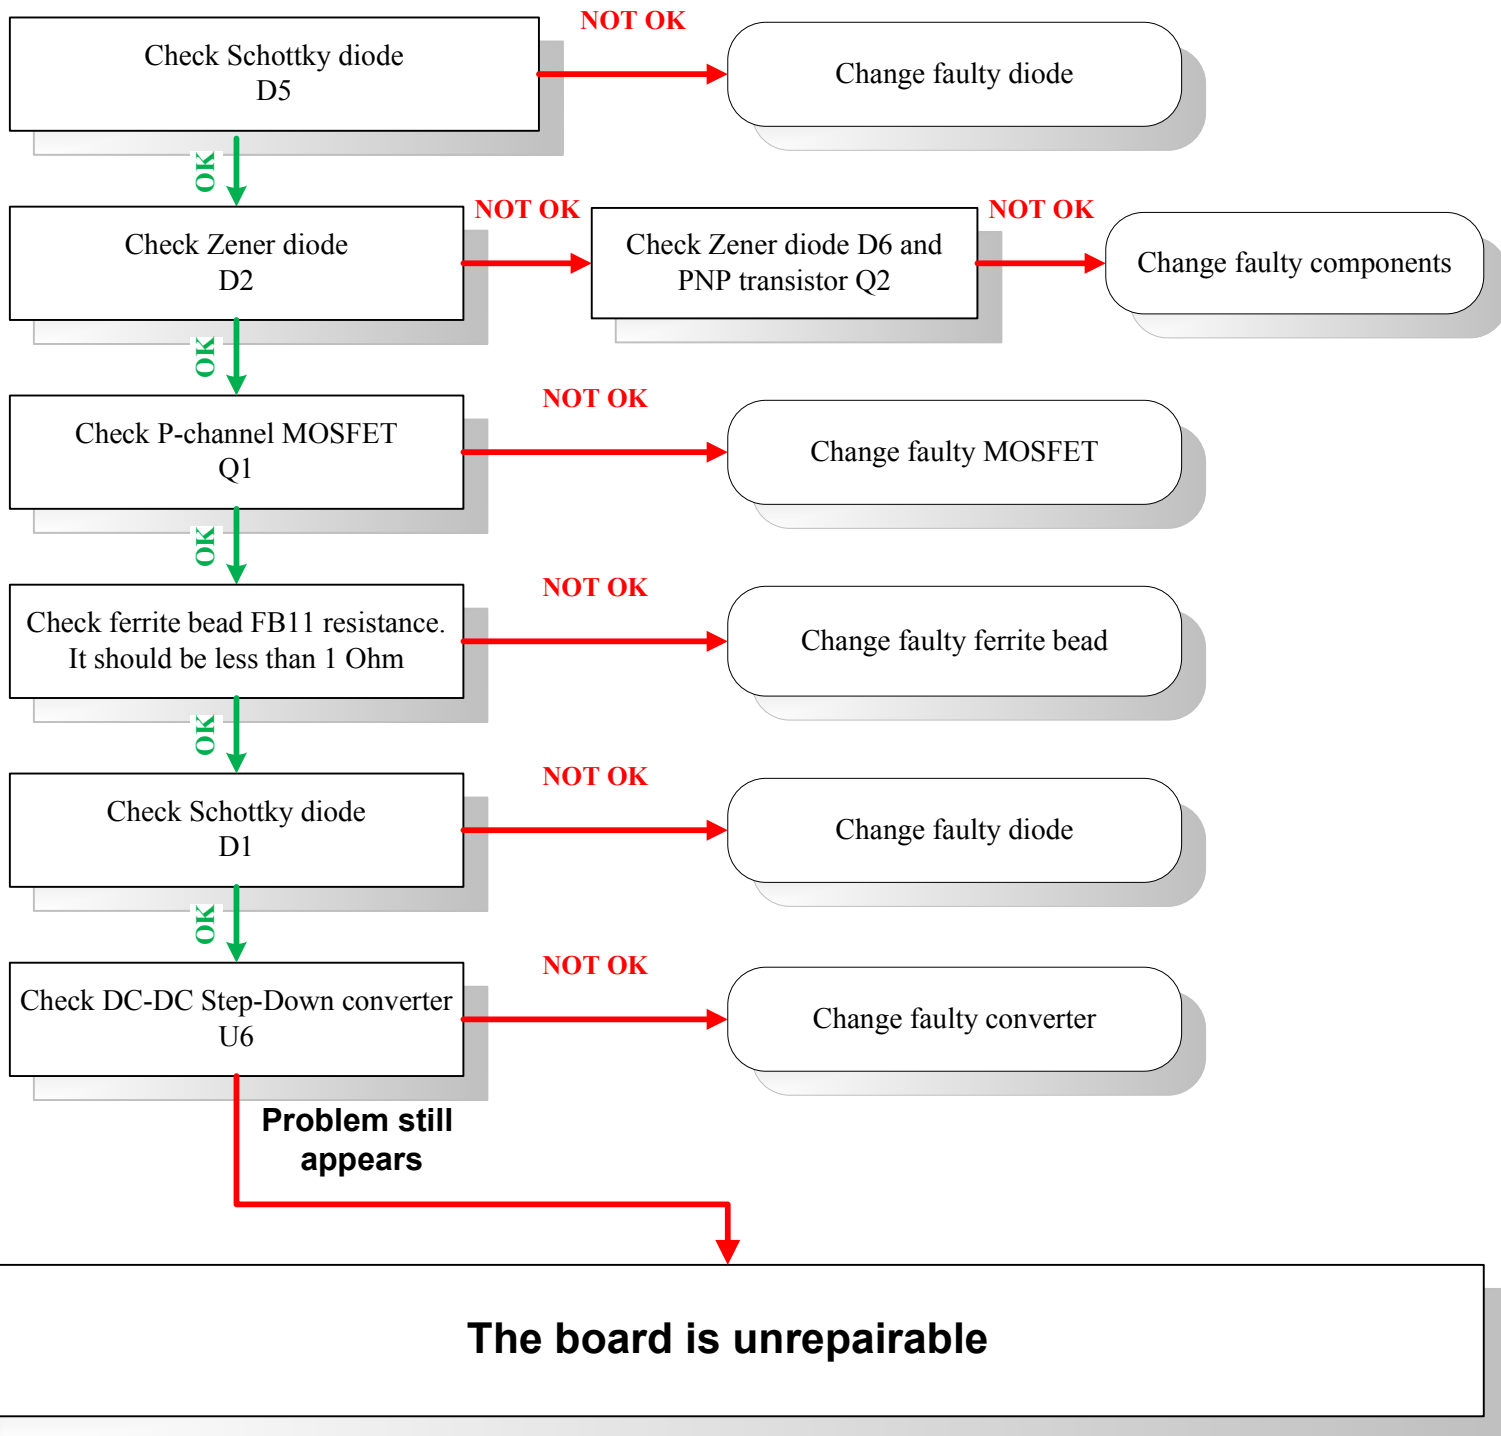 NOT OK
Check Schottky diode
D5
Change faulty diode
OK
NOT OK
NOT OK
Check Zener diode
D2
Check Zener diode D6 and
PNP transistor Q2
Change faulty components
OK
NOT OK
Check P-channel MOSFET
Q1
Change faulty MOSFET
OK
NOT OK
Check ferrite bead FB11 resistance.
It should be less than 1 Ohm
Change faulty ferrite bead
OK
NOT OK
Check Schottky diode
D1
Change faulty diode
OK
NOT OK
Check DC-DC Step-Down converter
U6
Change faulty converter
Problem still
appears
The board is unrepairable